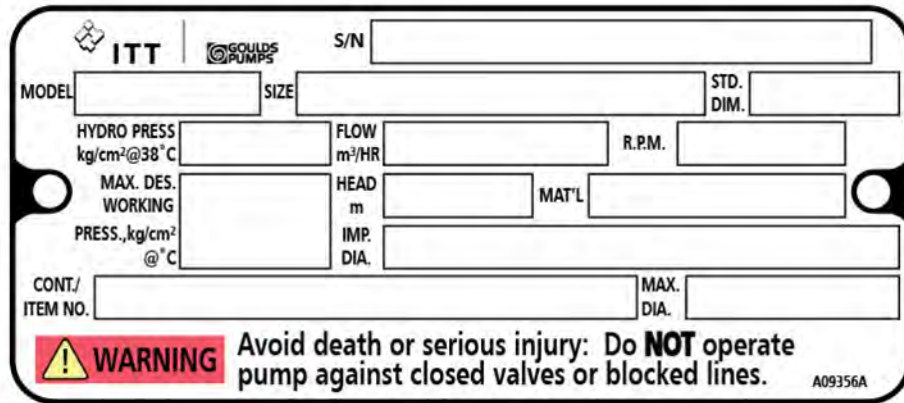 ITT GOULDS PUMPS S/N
MODEL SIZE STD. DIM.
HYDRO PRESS kg/cm²@38˚C FLOW m³/HR R.P.M.
MAX. DES. WORKING PRESS.,kg/cm² @˚C HEAD m MAT'L
IMP. DIA.
CONT./ ITEM NO. MAX. DIA.
WARNING
Avoid death or serious injury: Do NOT operate
pump against closed valves or blocked lines.
A09356A